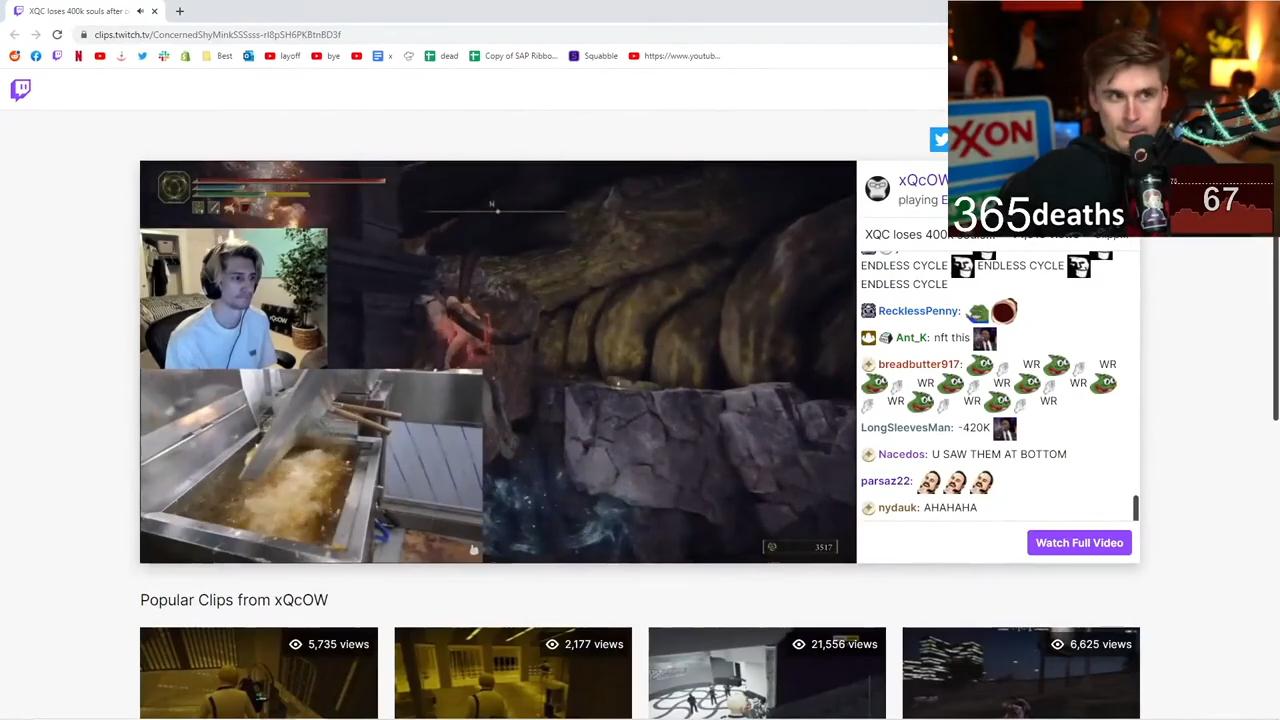 XQC loses 400k souls after
clips.twitch.tv/ConcernedShyMinkSSSsss-rI8pSH6PKBtnBD3f
Best
layoff
bye
x
dead
Copy of SAP Ribbo...
Squabble
https://www.youtub...
EXXON
365deaths
75
67
N
3517
xQcOW
playing E
XQC loses 400k
ENDLESS CYCLE ENDLESS CYCLE
ENDLESS CYCLE
RecklessPenny:
Ant_K: nft this
breadbutter917: WR WR
WR WR WR
WR WR WR
LongSleevesMan: -420K
Nacedos: U SAW THEM AT BOTTOM
parsaz22:
nydauk: AHAHAHA
Watch Full Video
Popular Clips from xQcOW
5,735 views
2,177 views
21,556 views
6,625 views